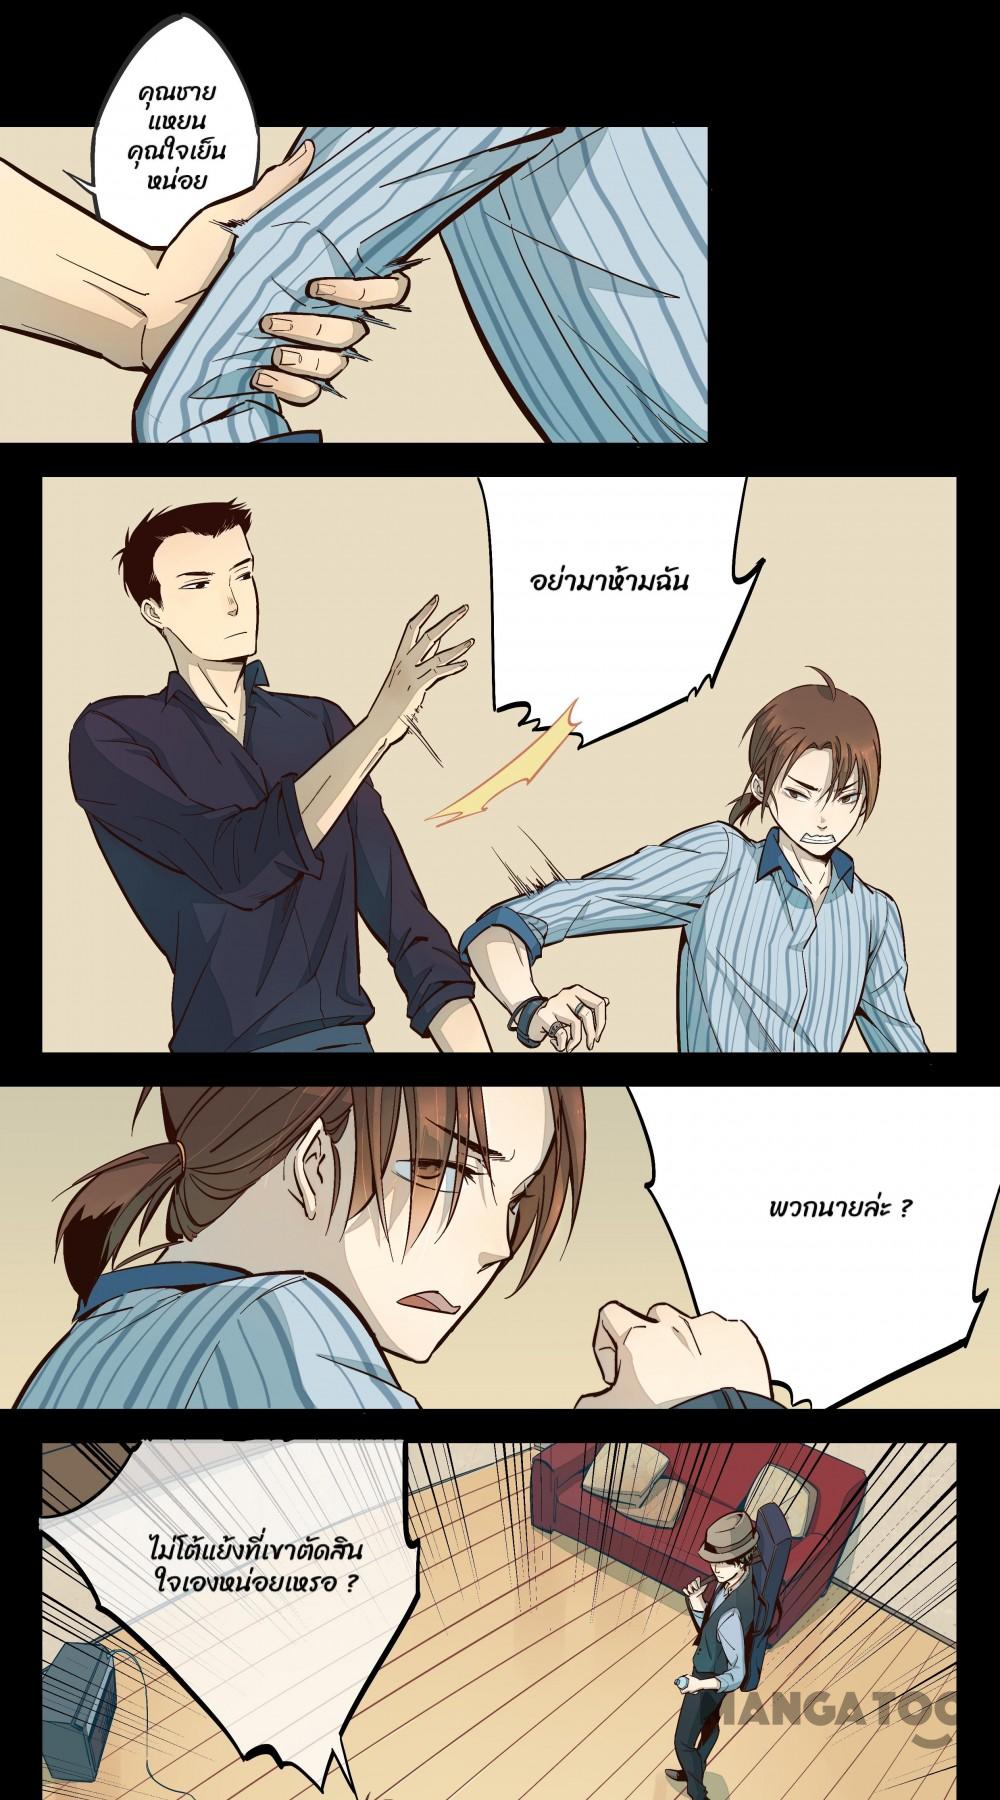 คุณชาย
แหยน
คุณใจเย็น
หน่อย
อย่ามาห้ามฉัน
พวกนายล่ะ ?
ไม่โต้แย้งที่เขาตัดสิน
ใจเองหน่อยเหรอ ?
MANGATOO